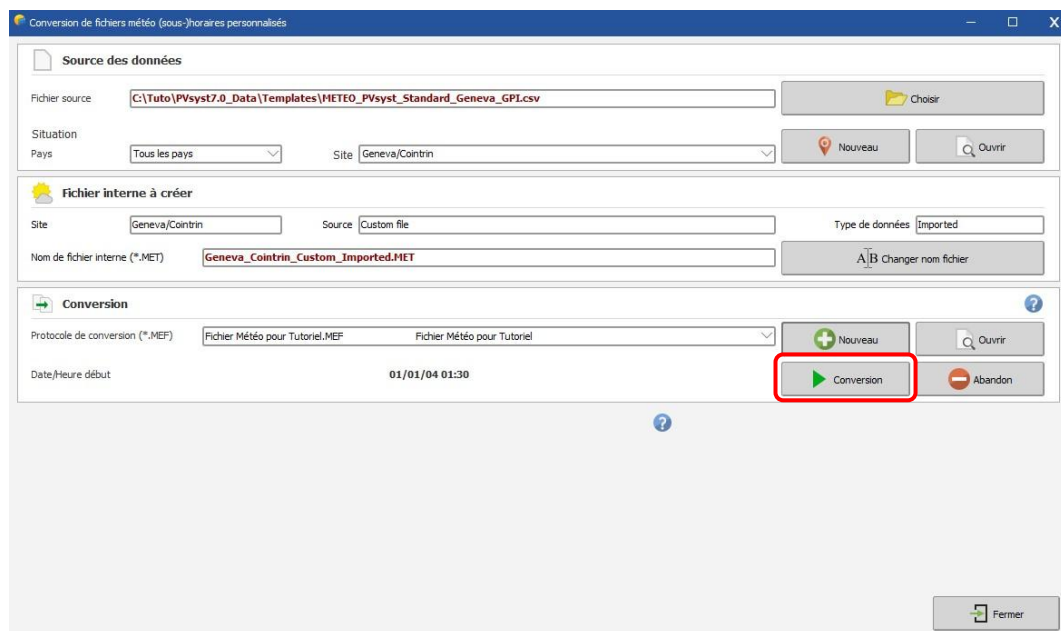 Conversion de fichiers météo (sous-)horaires personnalisés
X
Source des données
Fichier source C:\Tuto\PVsyst7.0_Data\Templates\METEO_PVsyst_Standard_Geneva_GPI.csv Choisir
Situation
Pays Tous les pays Site Geneva/Cointrin Nouveau Ouvrir
Fichier interne à créer
Site Geneva/Cointrin Source Custom file Type de données Imported
Nom de fichier interne (*.MET) Geneva_Cointrin_Custom_Imported.MET A B Changer nom fichier
Conversion ?
Protocole de conversion (*.MEF) Fichier Météo pour Tutoriel.MEF Fichier Météo pour Tutoriel Nouveau Ouvrir
Date/Heure début 01/01/04 01:30 Conversion Abandon
?
Fermer